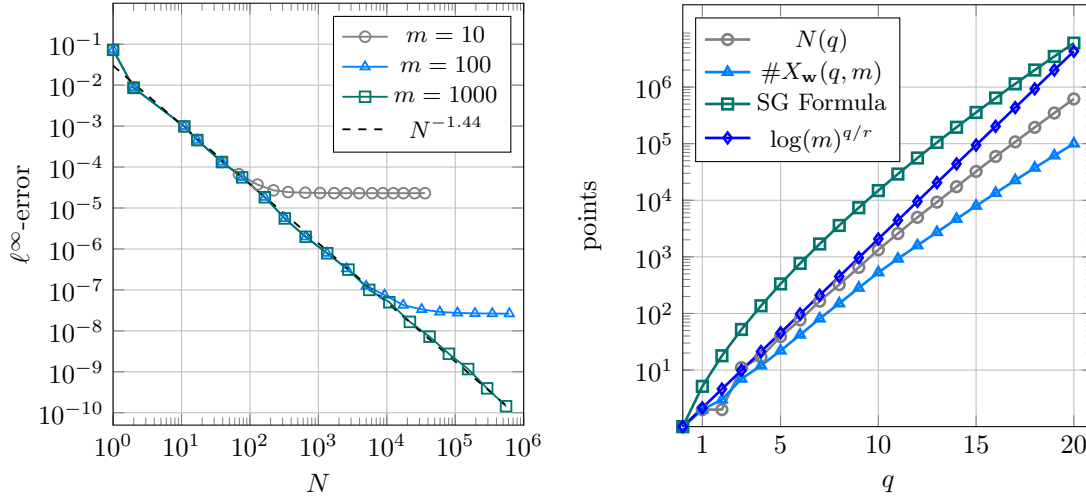 10^{-1}
10^{-2}
10^{-3}
10^{-4}
10^{-5}
10^{-6}
10^{-7}
10^{-8}
10^{-9}
10^{-10}
ℓ^∞-error
m = 10
m = 100
m = 1000
N^{-1.44}
10^0 10^1 10^2 10^3 10^4 10^5 10^6
N
10^6
10^5
10^4
10^3
10^2
10^1
points
N(q)
#X_w(q, m)
SG Formula
log(m)^{q/r}
1 5 10 15 20
q